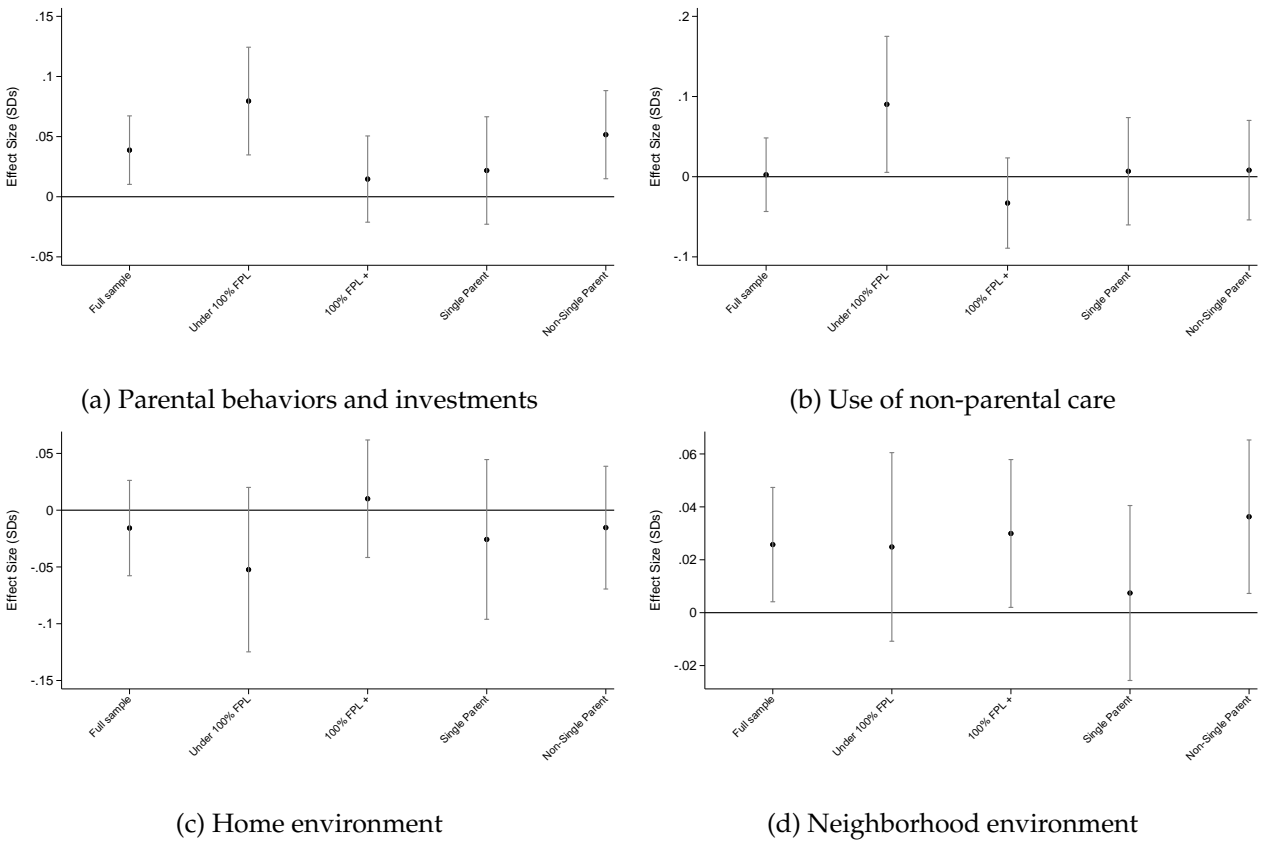 .15
.1
.05
0
-.05
Effect Size (SDs)
Full sample
Under 100% FPL
100% FPL +
Single Parent
Non-Single Parent
(a) Parental behaviors and investments
.2
.1
0
-.1
Effect Size (SDs)
Full sample
Under 100% FPL
100% FPL +
Single Parent
Non-Single Parent
(b) Use of non-parental care
.05
0
-.05
-.1
-.15
Effect Size (SDs)
Full sample
Under 100% FPL
100% FPL +
Single Parent
Non-Single Parent
(c) Home environment
.06
.04
.02
0
-.02
Effect Size (SDs)
Full sample
Under 100% FPL
100% FPL +
Single Parent
Non-Single Parent
(d) Neighborhood environment